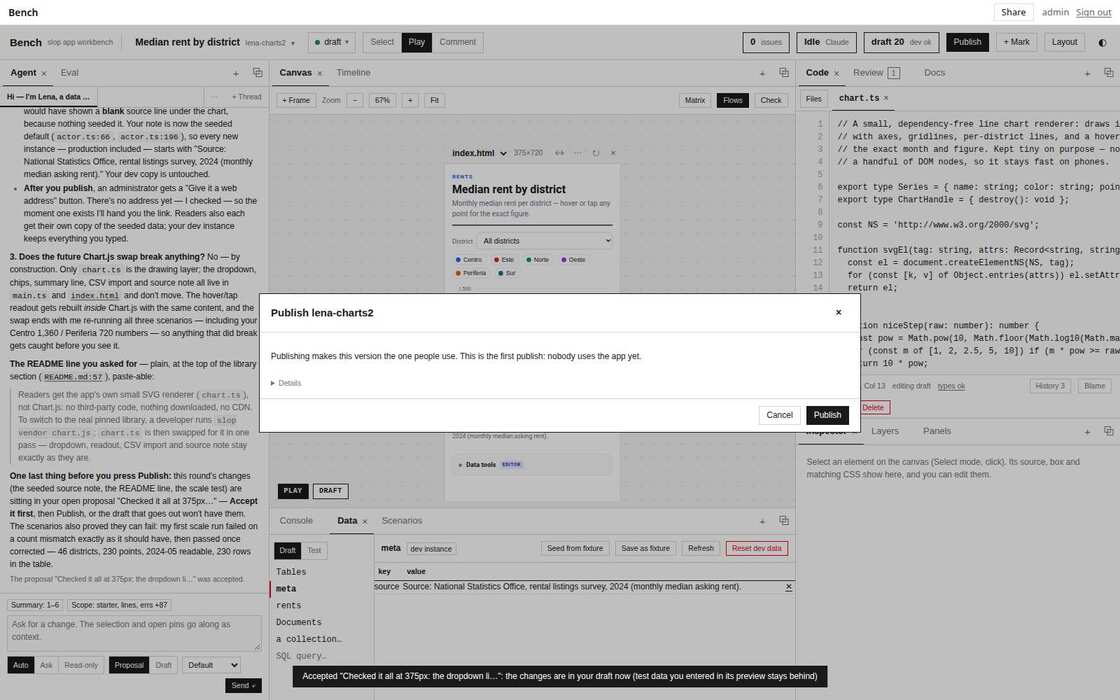 Bench
Share
admin
Sign out
Bench
slop app workbench
Median rent by district
lena-charts2
draft
Select
Play
Comment
0 issues
Idle Claude
draft 20 dev ok
Publish
+ Mark
Layout
Agent
Eval
Hi — I'm Lena, a data …
+ Thread
would have shown a blank source line under the chart,
because nothing seeded it. Your note is now the seeded
default (actor.ts:66, actor.ts:196), so every new
instance — production included — starts with "Source:
National Statistics Office, rental listings survey, 2024 (monthly
median asking rent)." Your dev copy is untouched.
After you publish, an administrator gets a "Give it a web
address" button. There's no address yet — I checked — so the
moment one exists I'll hand you the link. Readers also each
get their own copy of the seeded data; your dev instance
keeps everything you typed.
3. Does the future Chart.js swap break anything? No — by
construction. Only chart.ts is the drawing layer; the dropdown,
chips, summary line, CSV import and source note all live in
main.ts and index.html and don't move. The hover/tap
readout gets rebuilt inside Chart.js with the same content, and the
swap ends with me re-running all three scenarios — including your
Centro 1,360 / Periferia 720 numbers — so anything that did break
gets caught before you see it.
The README line you asked for — plain, at the top of the library
section (README.md:57), paste-able:
Readers get the app's own small SVG renderer (chart.ts),
not Chart.js: no third-party code, nothing downloaded, no CDN.
To switch to the real pinned library, a developer runs slop
vendor chart.js. chart.ts is then swapped for it in one
pass — dropdown, readout, CSV import and source note stay
exactly as they are.
One last thing before you press Publish: this round's changes
(the seeded source note, the README line, the scale test) are
sitting in your open proposal "Checked it all at 375px…" — Accept
it first, then Publish, or the draft that goes out won't have them.
The scenarios also proved they can fail: my first scale run failed on
a count mismatch exactly as it should have, then passed once
corrected — 46 districts, 230 points, 2024-05 readable, 230 rows
in the table.
The proposal "Checked it all at 375px: the dropdown li…" was accepted.
Summary: 1–6
Scope: starter, lines, errs +87
Ask for a change. The selection and open pins go along as
context.
Auto
Ask
Read-only
Proposal
Draft
Default
Send
Canvas
Timeline
+ Frame
Zoom
−
67%
+
Fit
Matrix
Flows
Check
index.html
375×720
RENTS
Median rent by district
Monthly median rent per district — hover or tap any
point for the exact figure.
District
All districts
Centro
Este
Norte
Oeste
Periferia
Sur
1,500
Publish lena-charts2
Publishing makes this version the one people use. This is the first publish: nobody uses the app yet.
Details
Cancel
Publish
2024 (monthly median asking rent).
Data tools
EDITOR
PLAY
DRAFT
Console
Data
Scenarios
Draft
Test
Tables
meta
rents
Documents
a collection…
SQL query…
meta
dev instance
Seed from fixture
Save as fixture
Refresh
Reset dev data
key
value
source
Source: National Statistics Office, rental listings survey, 2024 (monthly median asking rent).
Accepted "Checked it all at 375px: the dropdown li…": the changes are in your draft now (test data you entered in its preview stays behind)
Code
Review 1
Docs
Files
chart.ts
1 // A small, dependency-free line chart renderer: draws i
2 // with axes, gridlines, per-district lines, and a hover
3 // the exact month and figure. Kept tiny on purpose — no
4 // a handful of DOM nodes, so it stays fast on phones.
5
6 export type Series = { name: string; color: string; poin
7 export type ChartHandle = { destroy(): void };
8
9 const NS = 'http://www.w3.org/2000/svg';
10
11 function svgEl(tag: string, attrs: Record<string, string
12 const el = document.createElementNS(NS, tag);
13 for (const [k, v] of Object.entries(attrs)) el.setAttr
14 return el;
niceStep(raw: number): number {
pow = Math.pow(10, Math.floor(Math.log10(Math.ma
(const m of [1, 2, 2.5, 5, 10]) if (m * pow >= raw
10 * pow;
Col 13
editing draft
types ok
History 3
Blame
Delete
Inspector
Layers
Panels
Select an element on the canvas (Select mode, click). Its source, box and
matching CSS show here, and you can edit them.